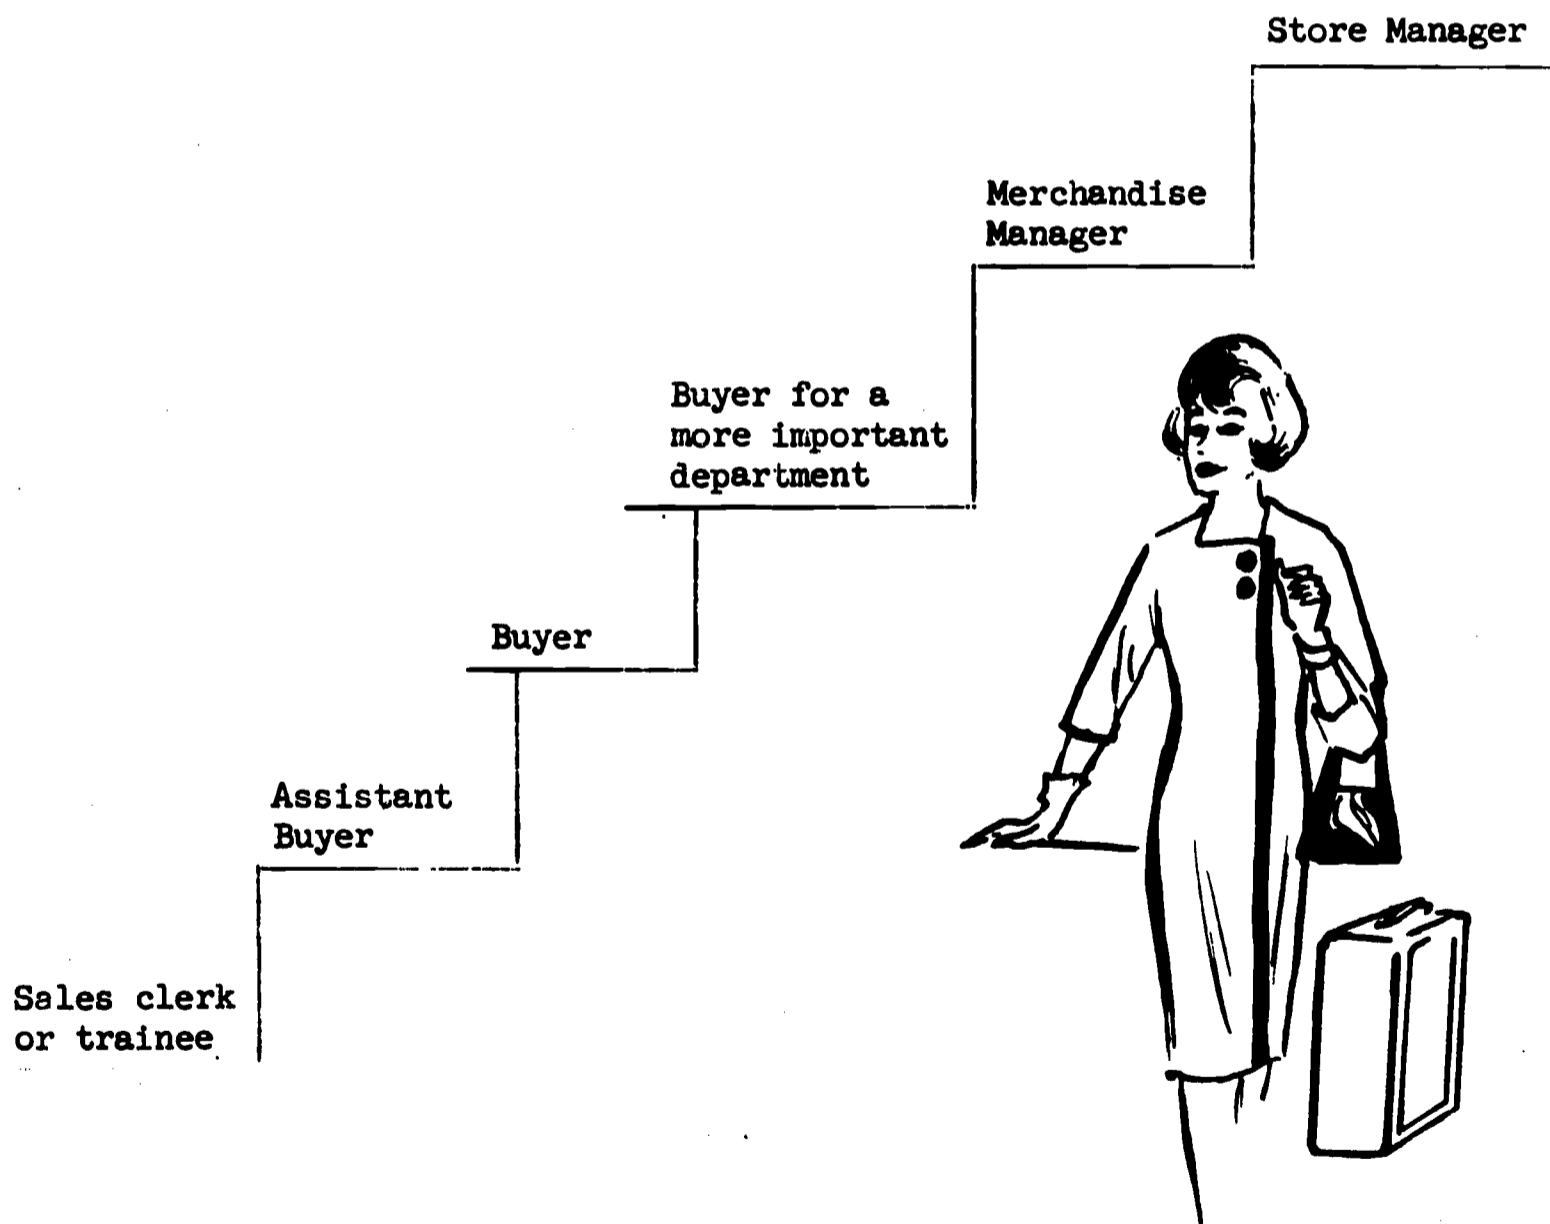 Store Manager
Merchandise
Manager
Buyer for a
more important
department
Buyer
Assistant
Buyer
Sales clerk
or trainee